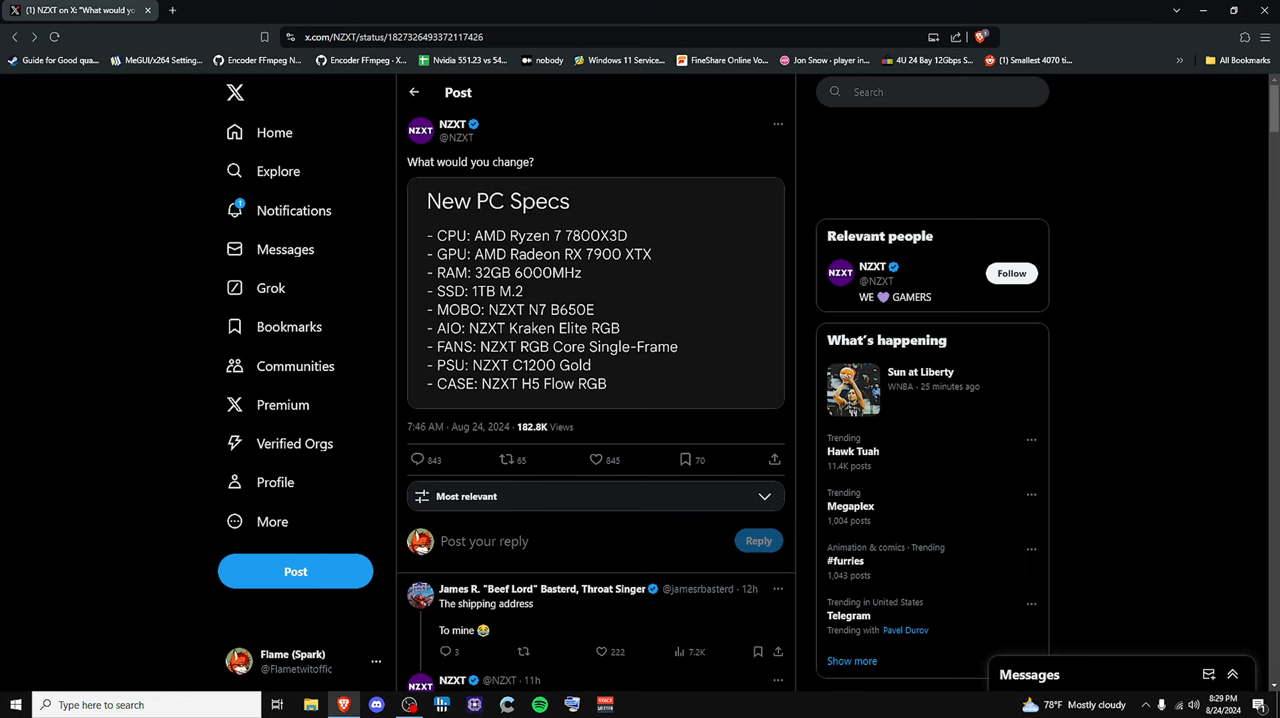 (1) NZXT on X: "What would yo
x.com/NZXT/status/1827326493372117426
Guide for Good qua...
MeGUI/x264 Setting...
Encoder FFmpeg N...
Encoder FFmpeg · X...
Nvidia 551.23 vs 54...
nobody
Windows 11 Service...
FineShare Online Vo...
Jon Snow - player in...
4U 24 Bay 12Gbps S...
(1) Smallest 4070 ti...
All Bookmarks
Home
Explore
1
Notifications
Messages
Grok
Bookmarks
Communities
Premium
Verified Orgs
Profile
More
Post
Flame (Spark)
@Flametwitoffic
Post
NZXT
NZXT
@NZXT
What would you change?
New PC Specs
- CPU: AMD Ryzen 7 7800X3D
- GPU: AMD Radeon RX 7900 XTX
- RAM: 32GB 6000MHz
- SSD: 1TB M.2
- MOBO: NZXT N7 B650E
- AIO: NZXT Kraken Elite RGB
- FANS: NZXT RGB Core Single-Frame
- PSU: NZXT C1200 Gold
- CASE: NZXT H5 Flow RGB
7:46 AM · Aug 24, 2024 · 182.8K Views
843 65 845 70
Most relevant
Post your reply
Reply
James R. "Beef Lord" Basterd, Throat Singer @jamesrbasterd · 12h
The shipping address
To mine 😂
3 222 7.2K
NZXT
NZXT @NZXT · 11h
Search
Relevant people
NZXT
NZXT
@NZXT
Follow
WE 💜 GAMERS
What's happening
Sun at Liberty
WNBA · 25 minutes ago
Trending
Hawk Tuah
11.4K posts
Trending
Megaplex
1,004 posts
Animation & comics · Trending
#furries
1,043 posts
Trending in United States
Telegram
Trending with Pavel Durov
Show more
Messages
Type here to search
78°F Mostly cloudy
8:29 PM
8/24/2024